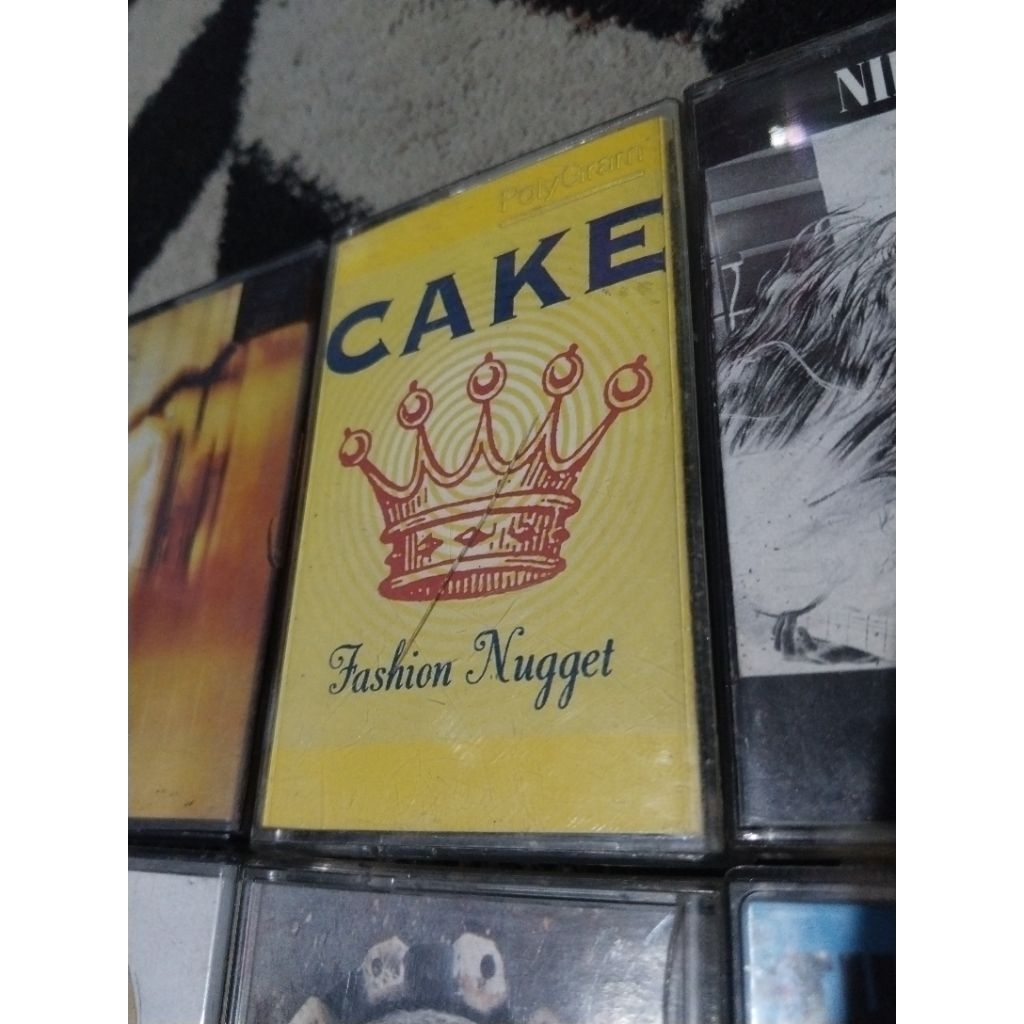 PolyGram
CAKE
NI
Fashion Nugget